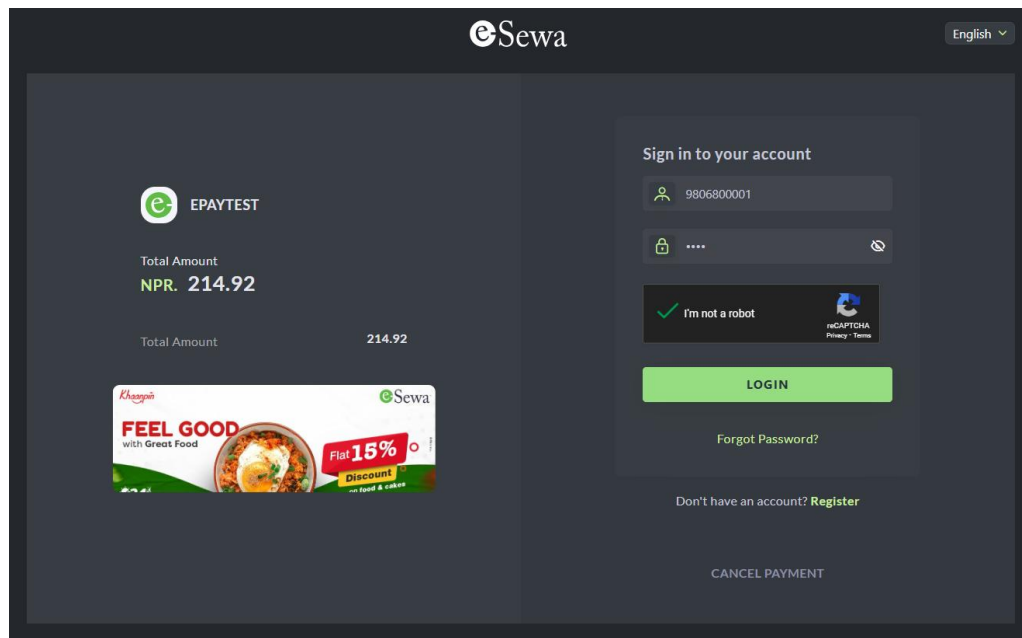 eSewa
English
EPAYTEST
Total Amount
NPR. 214.92
Total Amount 214.92
Khaanpin
eSewa
FEEL GOOD
with Great Food
Flat 15%
Discount
on food & cakes
Sign in to your account
9806800001
••••
I'm not a robot
reCAPTCHA
Privacy - Terms
LOGIN
Forgot Password?
Don't have an account? Register
CANCEL PAYMENT